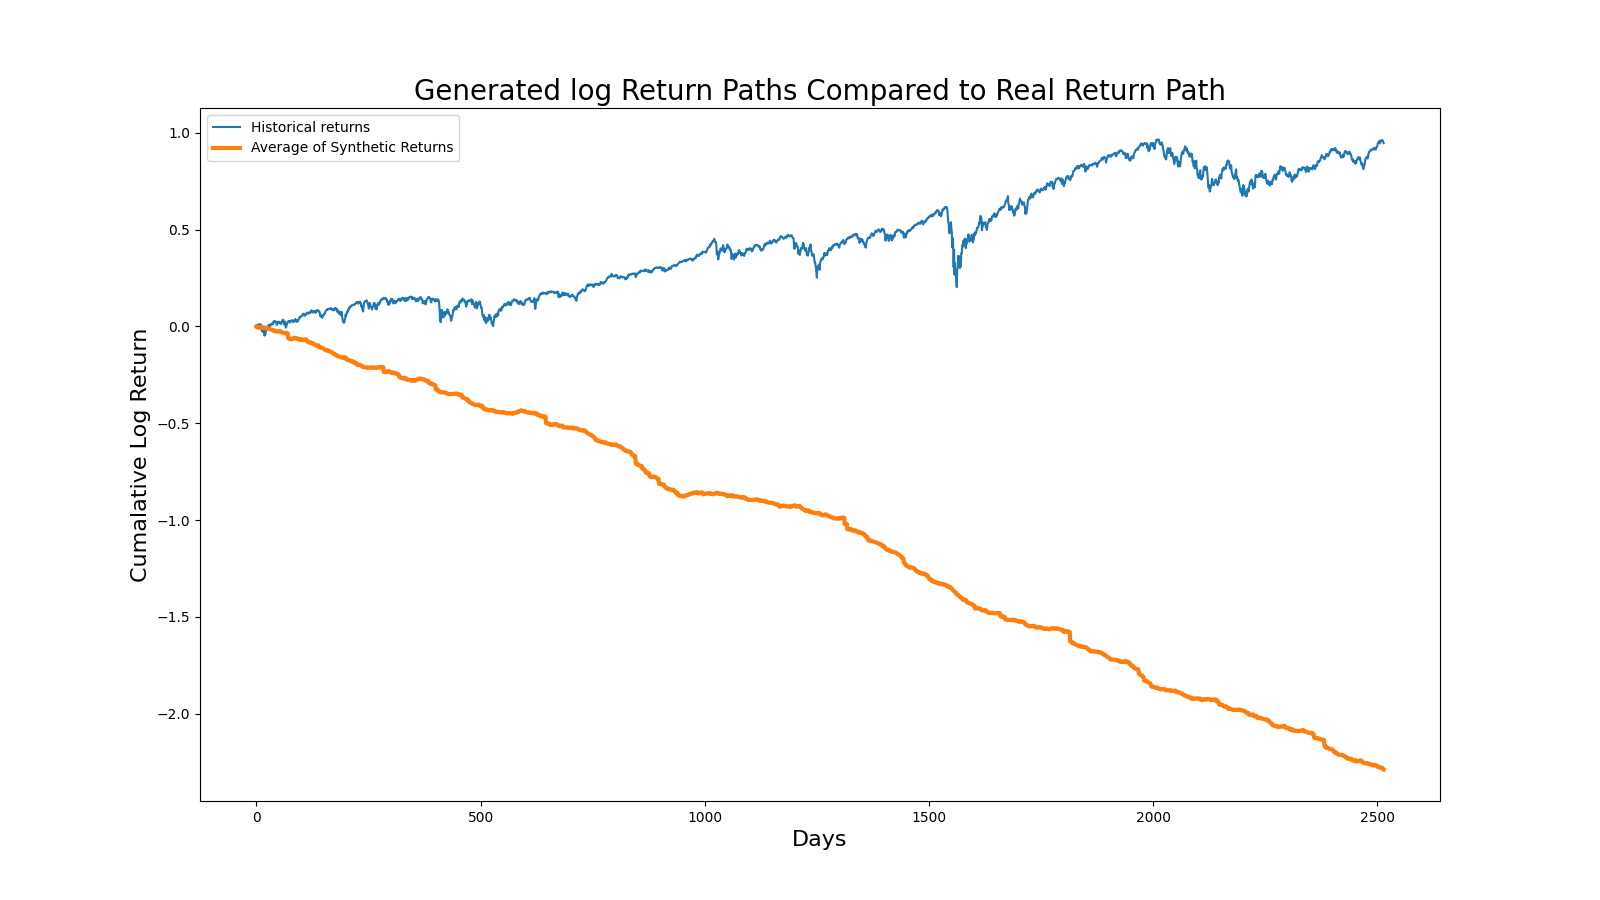 Generated log Return Paths Compared to Real Return Path
Historical returns
Average of Synthetic Returns
1.0
0.5
0.0
−0.5
−1.0
−1.5
−2.0
Cumalative Log Return
0
500
1000
1500
2000
2500
Days